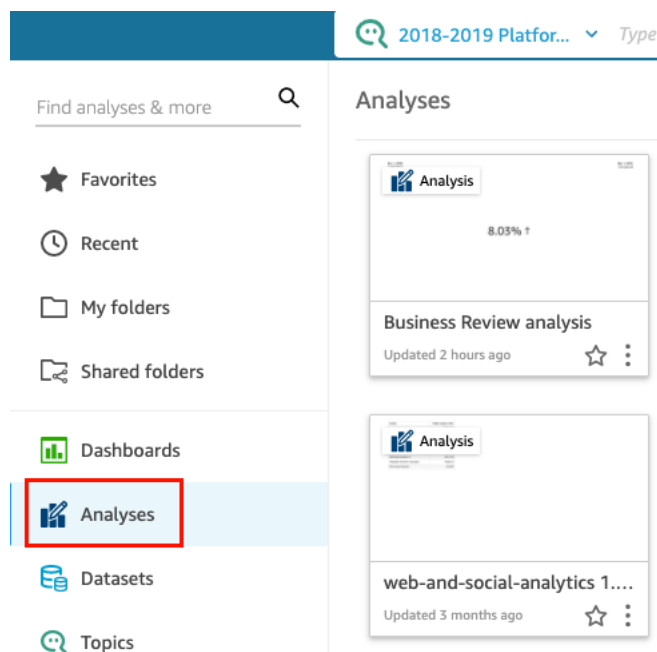 2018-2019 Platfor... Type
Find analyses & more
Favorites
Recent
My folders
Shared folders
Dashboards
Analyses
Datasets
Topics
Analyses
Analysis
8.03% ↑
Business Review analysis
Updated 2 hours ago
Analysis
web-and-social-analytics 1....
Updated 3 months ago